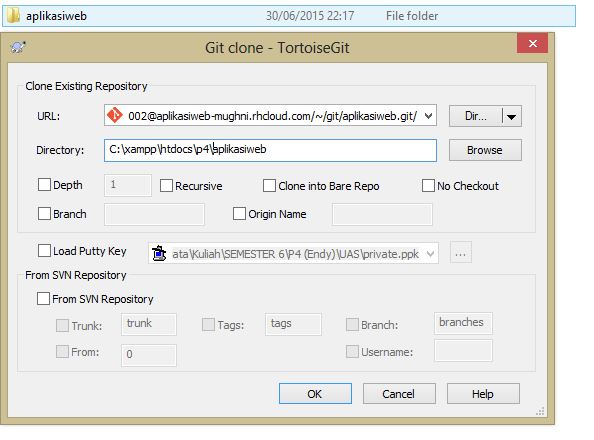 aplikasiweb 30/06/2015 22:17 File folder
Git clone - TortoiseGit
Clone Existing Repository
URL: 002@aplikasiweb-mughni.rhcloud.com/~/git/aplikasiweb.git/ Dir...
Directory: C:\xampp\htdocs\p4\aplikasiweb Browse
Depth 1 Recursive Clone into Bare Repo No Checkout
Branch Origin Name
Load Putty Key ata\Kuliah\SEMESTER 6\P4 (Endy)\UAS\private.ppk ...
From SVN Repository
From SVN Repository
Trunk: trunk Tags: tags Branch: branches
From: 0 Username:
OK Cancel Help